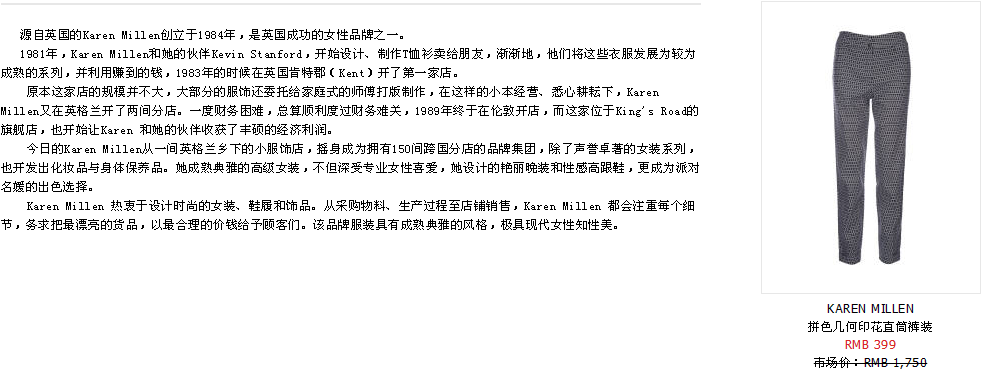 源自英国的Karen Millen创立于1984年，是英国成功的女性品牌之一。
1981年，Karen Millen和她的伙伴Kevin Stanford，开始设计、制作T恤衫卖给朋友，渐渐地，他们将这些衣服发展为较为
成熟的系列，并利用赚到的钱，1983年的时候在英国肯特郡（Kent）开了第一家店。
原本这家店的规模并不大，大部分的服饰还委托给家庭式的师傅打版制作，在这样的小本经营、悉心耕耘下，Karen
Millen又在英格兰开了两间分店。一度财务困难，总算顺利度过财务难关，1989年终于在伦敦开店，而这家位于King's Road的
旗舰店，也开始让Karen 和她的伙伴收获了丰硕的经济利润。
今日的Karen Millen从一间英格兰乡下的小服饰店，摇身成为拥有150间跨国分店的品牌集团，除了声誉卓著的女装系列，
也开发出化妆品与身体保养品。她成熟典雅的高级女装，不但深受专业女性喜爱，她设计的艳丽晚装和性感高跟鞋，更成为派对
名媛的出色选择。
Karen Millen 热衷于设计时尚的女装、鞋履和饰品。从采购物料、生产过程至店铺销售，Karen Millen 都会注重每个细
节，务求把最漂亮的货品，以最合理的价钱给予顾客们。该品牌服装具有成熟典雅的风格，极具现代女性知性美。
KAREN MILLEN
拼色几何印花直筒裤装
RMB 399
市场价：RMB 1,750